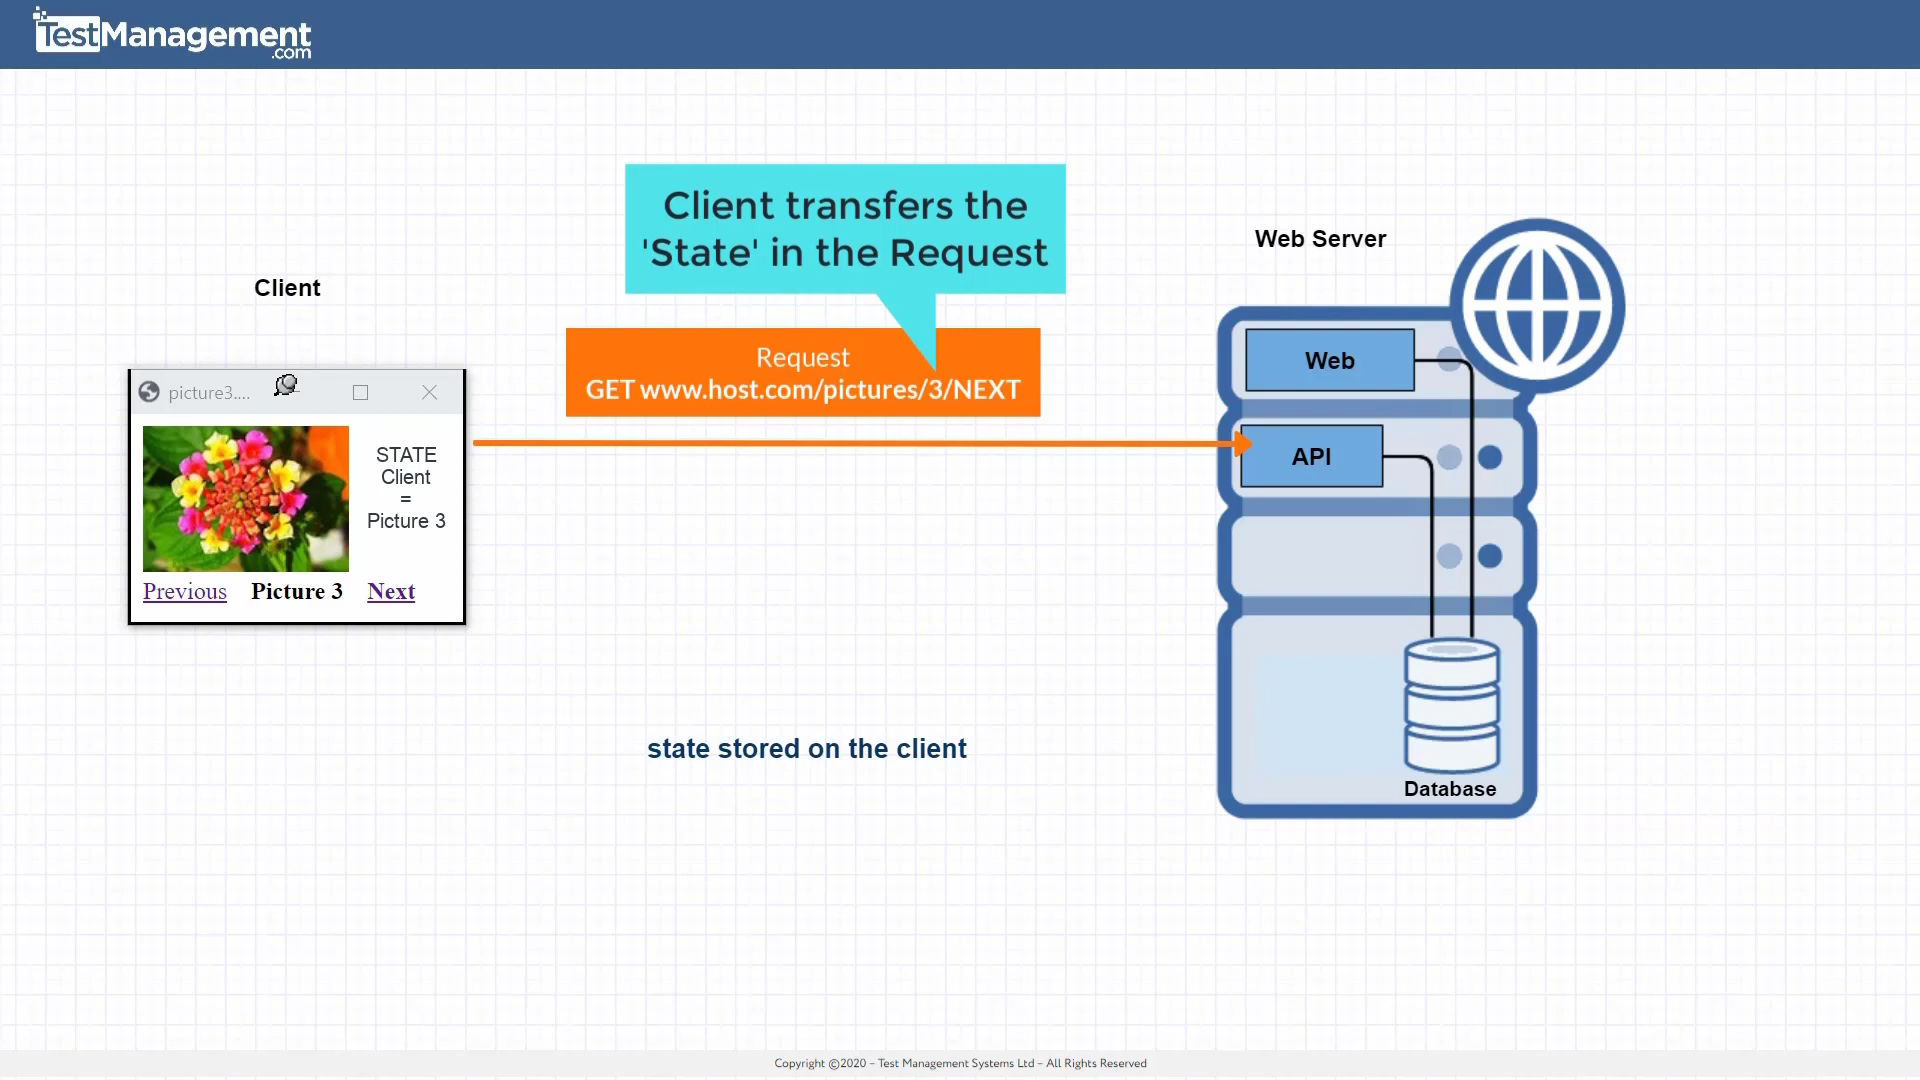 TestManagement
.com
Client transfers the
'State' in the Request
Web Server
Client
Request
GET www.host.com/pictures/3/NEXT
Web
picture3....
API
STATE
Client
=
Picture 3
Previous Picture 3 Next
state stored on the client
Database
Copyright ©2020 – Test Management Systems Ltd – All Rights Reserved